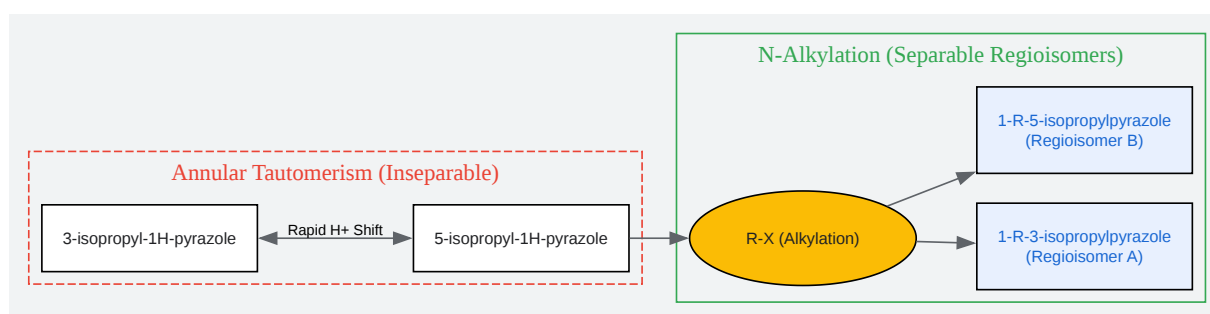 N-Alkylation (Separable Regioisomers)
1-R-5-isopropylpyrazole
(Regioisomer B)
Annular Tautomerism (Inseparable)
3-isopropyl-1H-pyrazole
Rapid H+ Shift
5-isopropyl-1H-pyrazole
R-X (Alkylation)
1-R-3-isopropylpyrazole
(Regioisomer A)